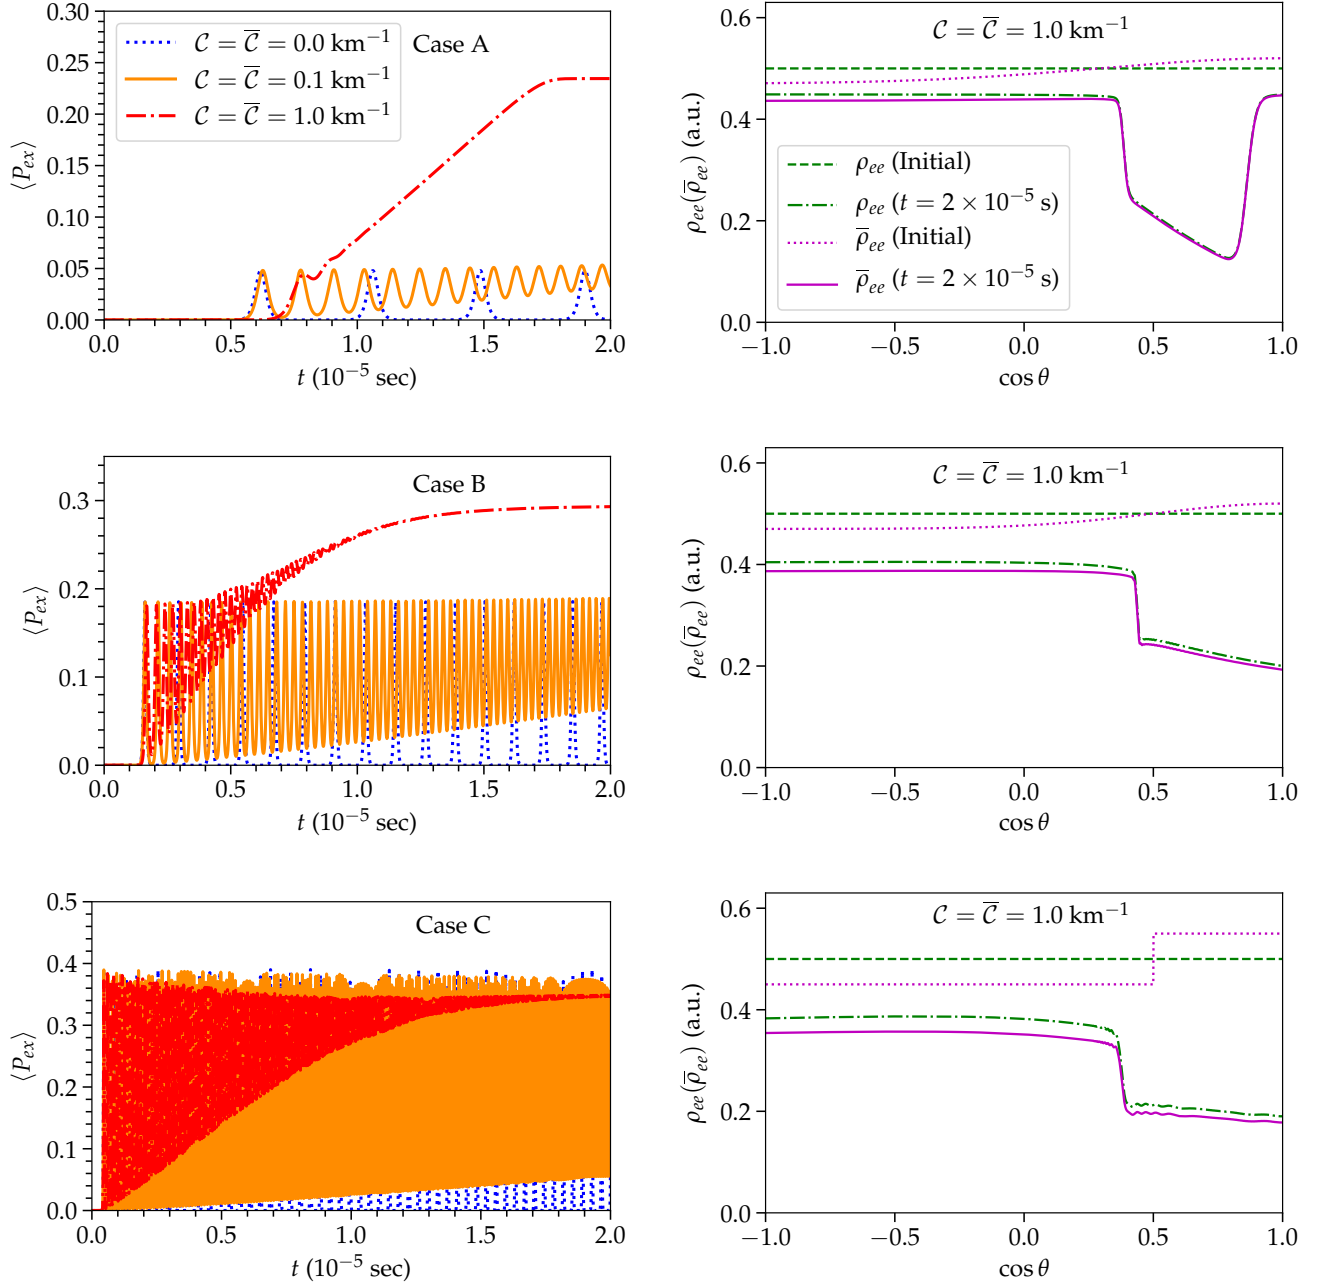 0.30
0.25
0.20
0.15
0.10
0.05
0.00
⟨P_ex⟩
𝒞 = 𝒞̅ = 0.0 km⁻¹
𝒞 = 𝒞̅ = 0.1 km⁻¹
𝒞 = 𝒞̅ = 1.0 km⁻¹
Case A
0.0 0.5 1.0 1.5 2.0
t (10⁻⁵ sec)
0.6
0.4
0.2
0.0
ρ_ee(ρ̅_ee) (a.u.)
𝒞 = 𝒞̅ = 1.0 km⁻¹
ρ_ee (Initial)
ρ_ee (t = 2 × 10⁻⁵ s)
ρ̅_ee (Initial)
ρ̅_ee (t = 2 × 10⁻⁵ s)
−1.0 −0.5 0.0 0.5 1.0
cos θ
0.3
0.2
0.1
0.0
⟨P_ex⟩
Case B
0.0 0.5 1.0 1.5 2.0
t (10⁻⁵ sec)
0.6
0.4
0.2
0.0
ρ_ee(ρ̅_ee) (a.u.)
𝒞 = 𝒞̅ = 1.0 km⁻¹
−1.0 −0.5 0.0 0.5 1.0
cos θ
0.5
0.4
0.3
0.2
0.1
0.0
⟨P_ex⟩
Case C
0.0 0.5 1.0 1.5 2.0
t (10⁻⁵ sec)
0.6
0.4
0.2
0.0
ρ_ee(ρ̅_ee) (a.u.)
𝒞 = 𝒞̅ = 1.0 km⁻¹
−1.0 −0.5 0.0 0.5 1.0
cos θ